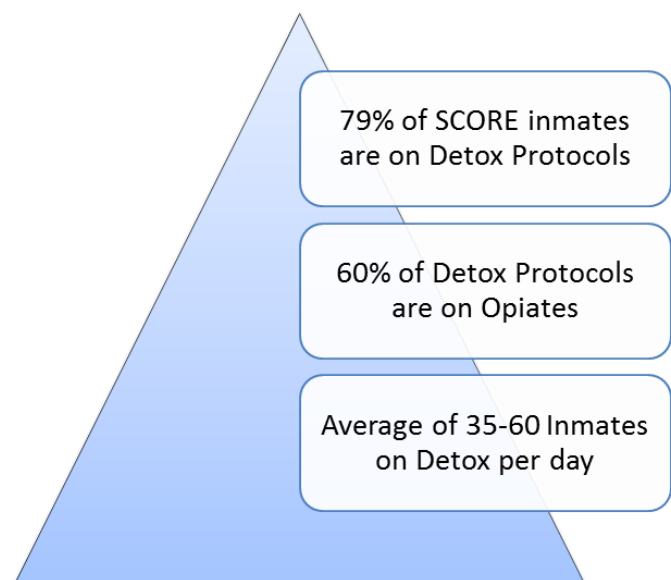 79% of SCORE inmates
are on Detox Protocols
60% of Detox Protocols
are on Opiates
Average of 35-60 Inmates
on Detox per day